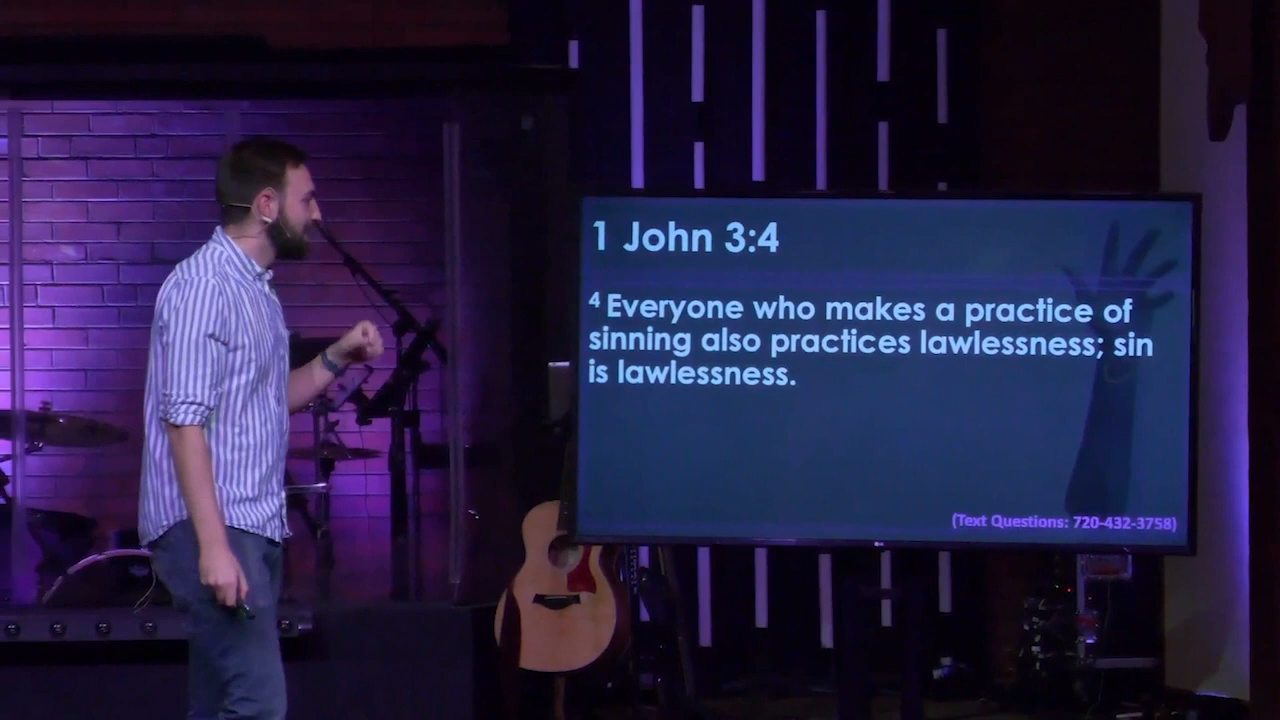 1 John 3:4
4 Everyone who makes a practice of
sinning also practices lawlessness; sin
is lawlessness.
(Text Questions: 720-432-3758)
LG